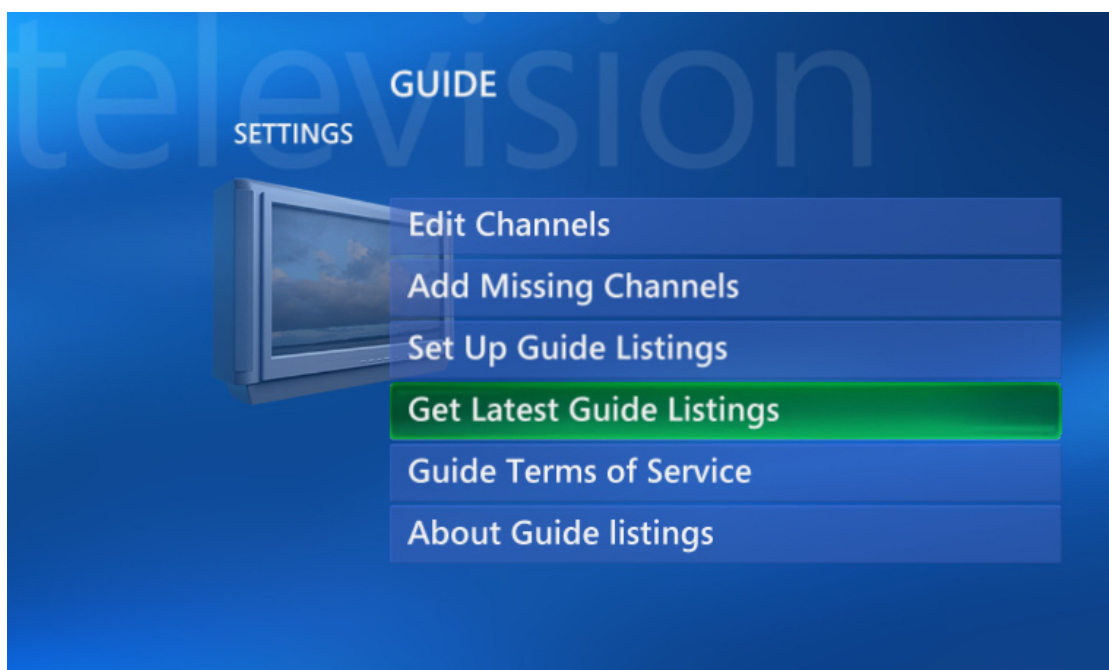 television
GUIDE
SETTINGS
Edit Channels
Add Missing Channels
Set Up Guide Listings
Get Latest Guide Listings
Guide Terms of Service
About Guide listings